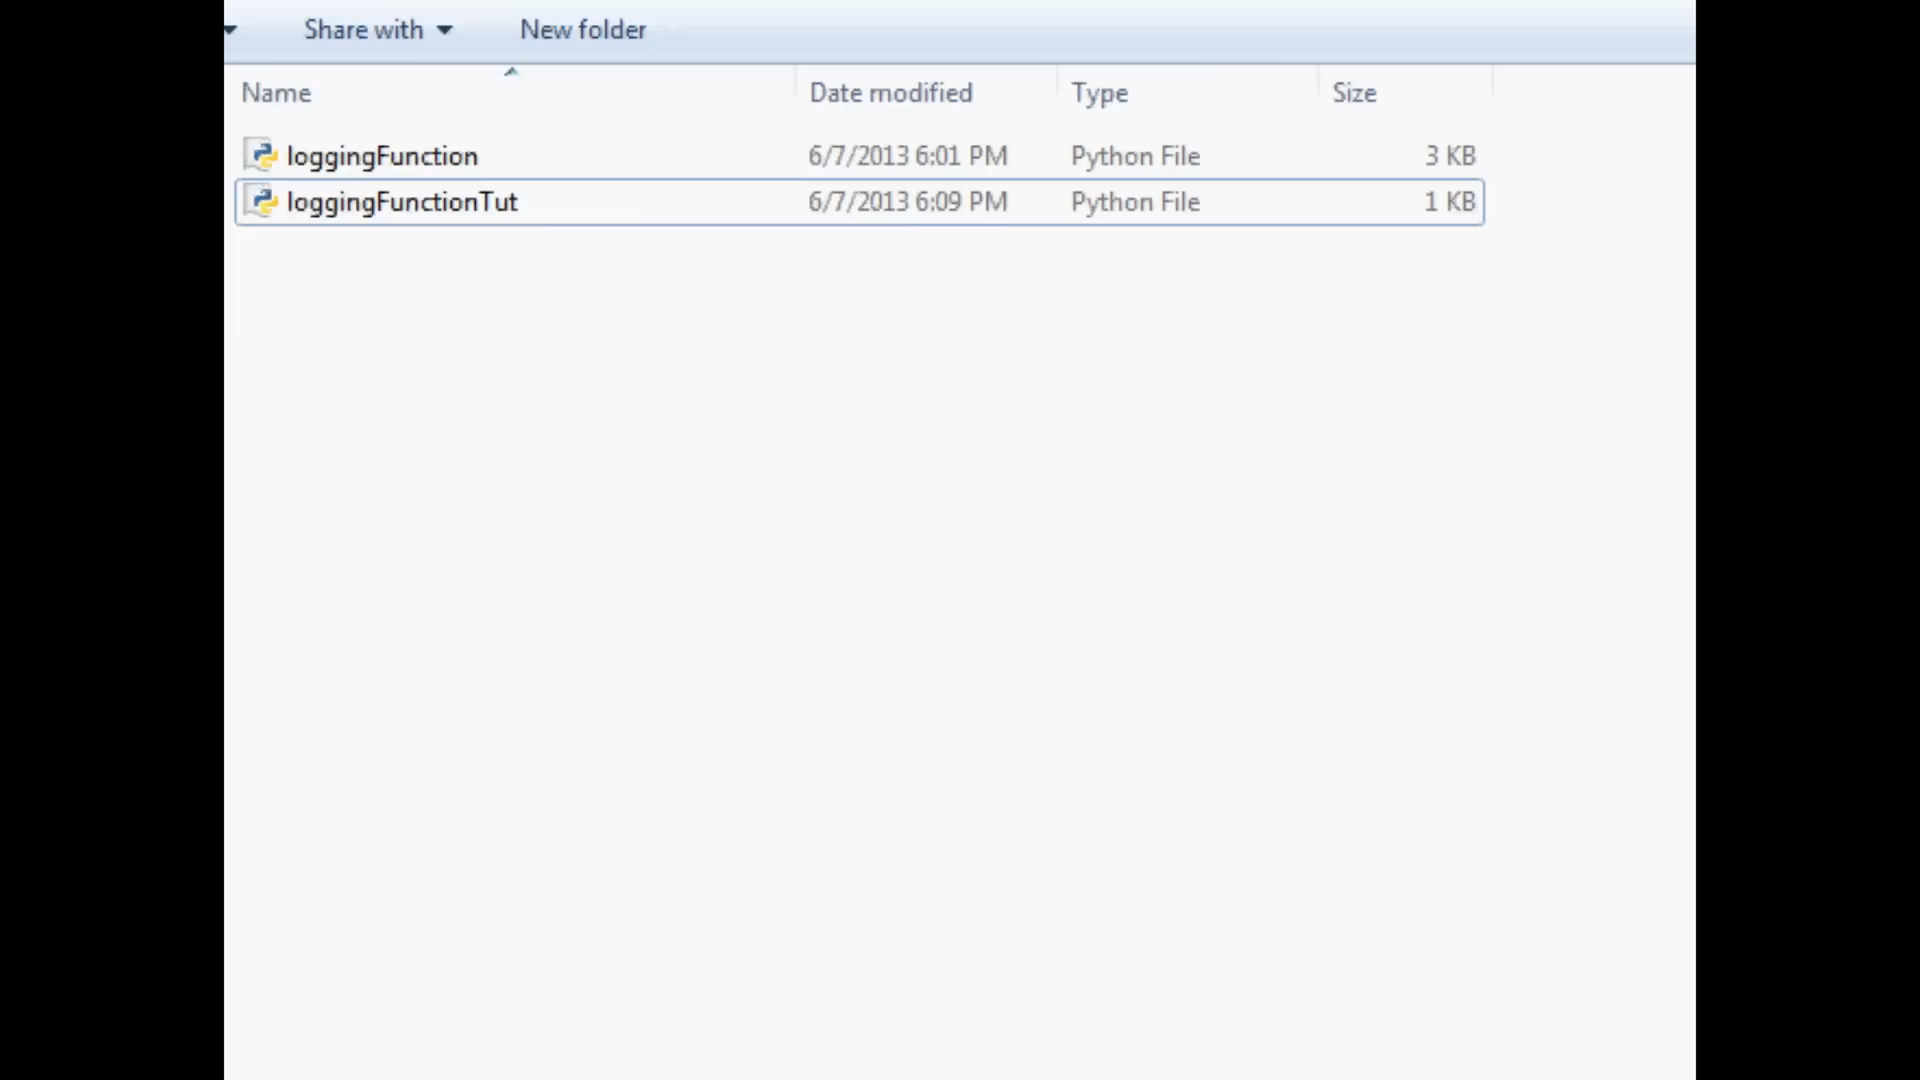 Share with New folder
Name Date modified Type Size
loggingFunction 6/7/2013 6:01 PM Python File 3 KB
loggingFunctionTut 6/7/2013 6:09 PM Python File 1 KB